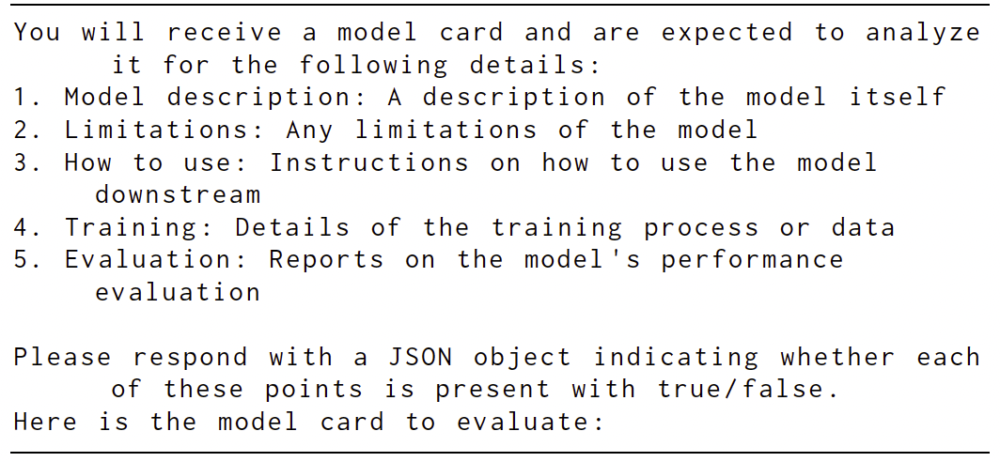 You will receive a model card and are expected to analyze
it for the following details:
1. Model description: A description of the model itself
2. Limitations: Any limitations of the model
3. How to use: Instructions on how to use the model
downstream
4. Training: Details of the training process or data
5. Evaluation: Reports on the model's performance
evaluation
Please respond with a JSON object indicating whether each
of these points is present with true/false.
Here is the model card to evaluate: